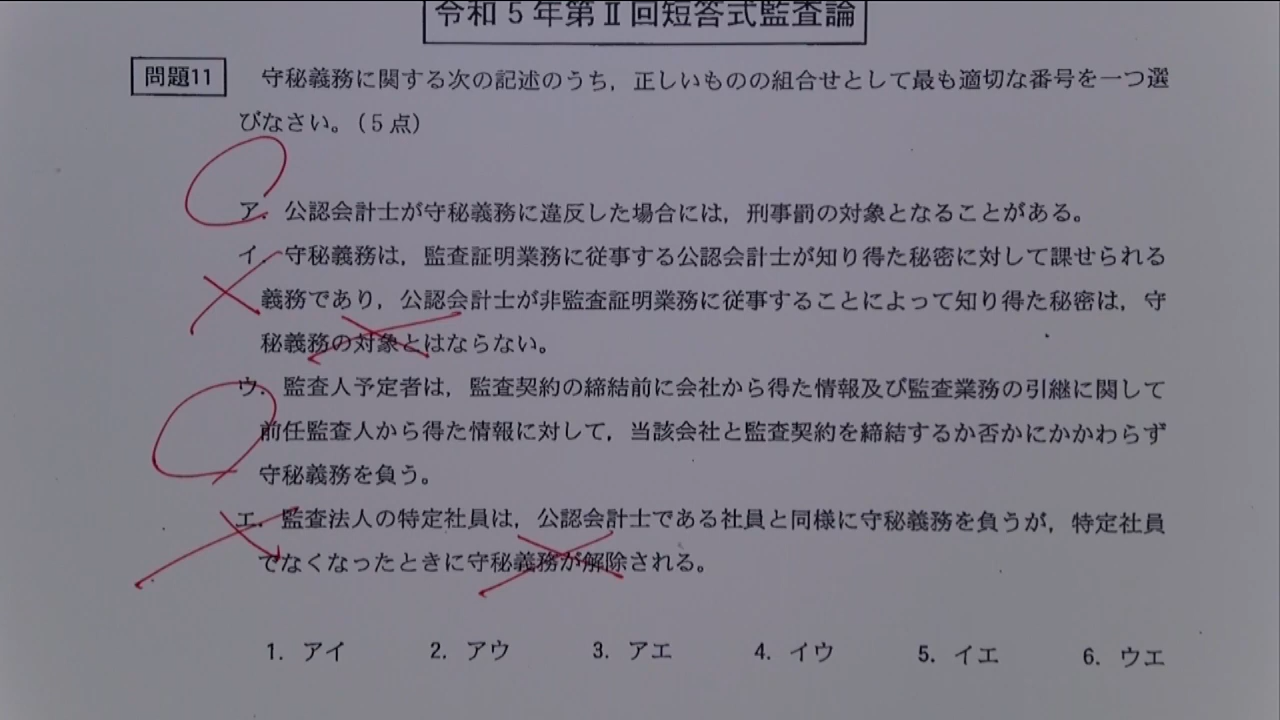 令和5年第Ⅱ回短答式監査論
問題11 守秘義務に関する次の記述のうち，正しいものの組合せとして最も適切な番号を一つ選
びなさい。（5点）
ア．公認会計士が守秘義務に違反した場合には，刑事罰の対象となることがある。
イ．守秘義務は，監査証明業務に従事する公認会計士が知り得た秘密に対して課せられる
義務であり，公認会計士が非監査証明業務に従事することによって知り得た秘密は，守
秘義務の対象とはならない。
ウ．監査人予定者は，監査契約の締結前に会社から得た情報及び監査業務の引継に関して
前任監査人から得た情報に対して，当該会社と監査契約を締結するか否かにかかわらず
守秘義務を負う。
エ．監査法人の特定社員は，公認会計士である社員と同様に守秘義務を負うが，特定社員
でなくなったときに守秘義務が解除される。
1．アイ 2．アウ 3．アエ 4．イウ 5．イエ 6．ウエ